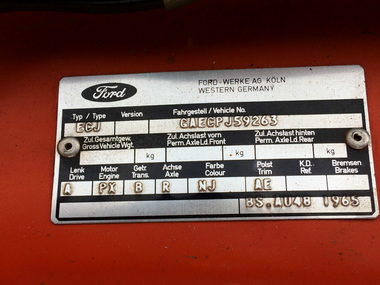 Ford
FORD-WERKE AG KÖLN
WESTERN GERMANY
Typ / Type Version Fahrgestell / Vehicle No.
ECJ GAECPJ59263
Zul. Gesamtgew. Zul. Achslast vorn Zul. Achslast hinten
Gross Vehicle Wgt. Perm. Axle Ld. Front Perm. Axle Ld. Rear
kg kg kg
Lenk Motor Getr. Achse Farbe Polst K.D. Bremsen
Drive Engine Trans. Axle Colour Trim Ref. Brakes
A PX B R NJ AE
BS.AU48 1965